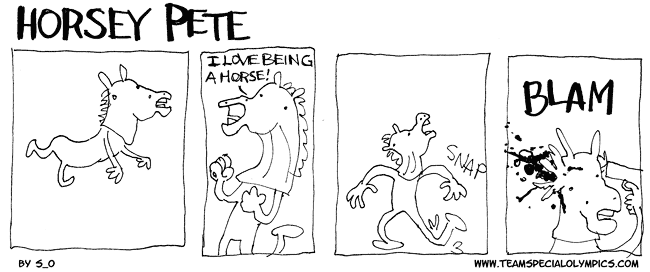 HORSEY PETE
I LOVE BEING
A HORSE!
SNAP
BLAM
BY S_O
WWW.TEAMSPECIALOLYMPICS.COM